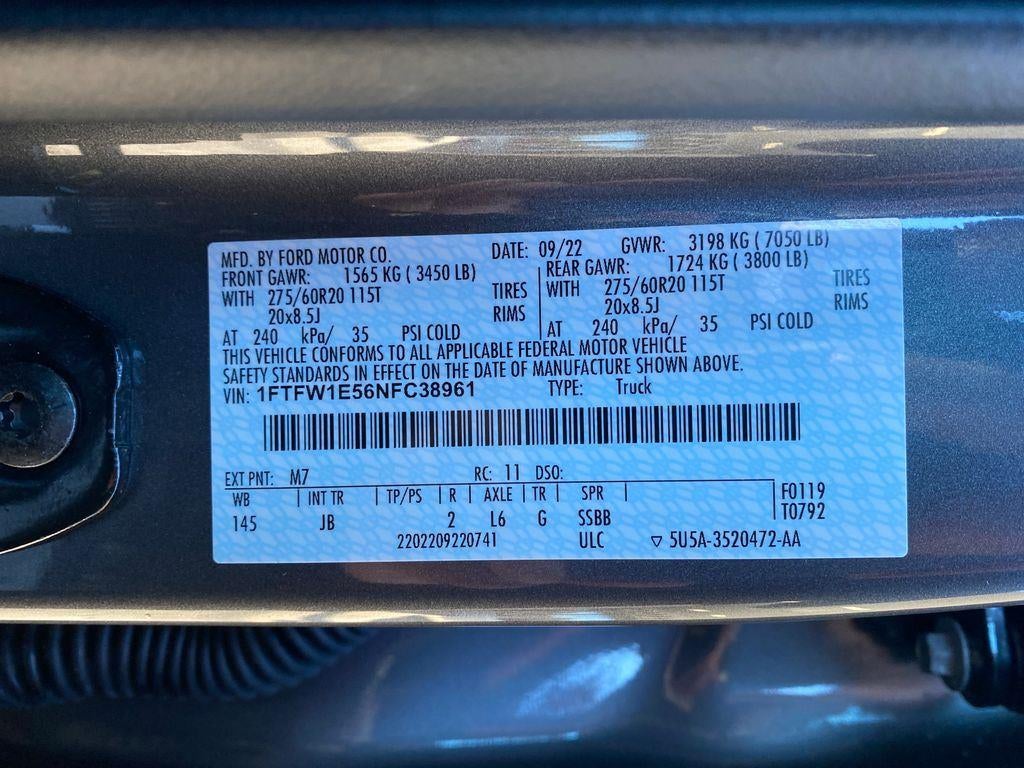 MFD. BY FORD MOTOR CO. DATE: 09/22 GVWR: 3198 KG ( 7050 LB)
FRONT GAWR: 1565 KG ( 3450 LB) REAR GAWR: 1724 KG ( 3800 LB)
WITH 275/60R20 115T TIRES WITH 275/60R20 115T TIRES
20x8.5J RIMS 20x8.5J RIMS
AT 240 kPa/ 35 PSI COLD AT 240 kPa/ 35 PSI COLD
THIS VEHICLE CONFORMS TO ALL APPLICABLE FEDERAL MOTOR VEHICLE
SAFETY STANDARDS IN EFFECT ON THE DATE OF MANUFACTURE SHOWN ABOVE.
VIN: 1FTFW1E56NFC38961 TYPE: Truck
EXT PNT: M7 RC: 11 DSO:
WB INT TR TP/PS R AXLE TR SPR F0119
145 JB 2 L6 G SSBB T0792
2202209220741 ULC ▽ 5U5A-3520472-AA